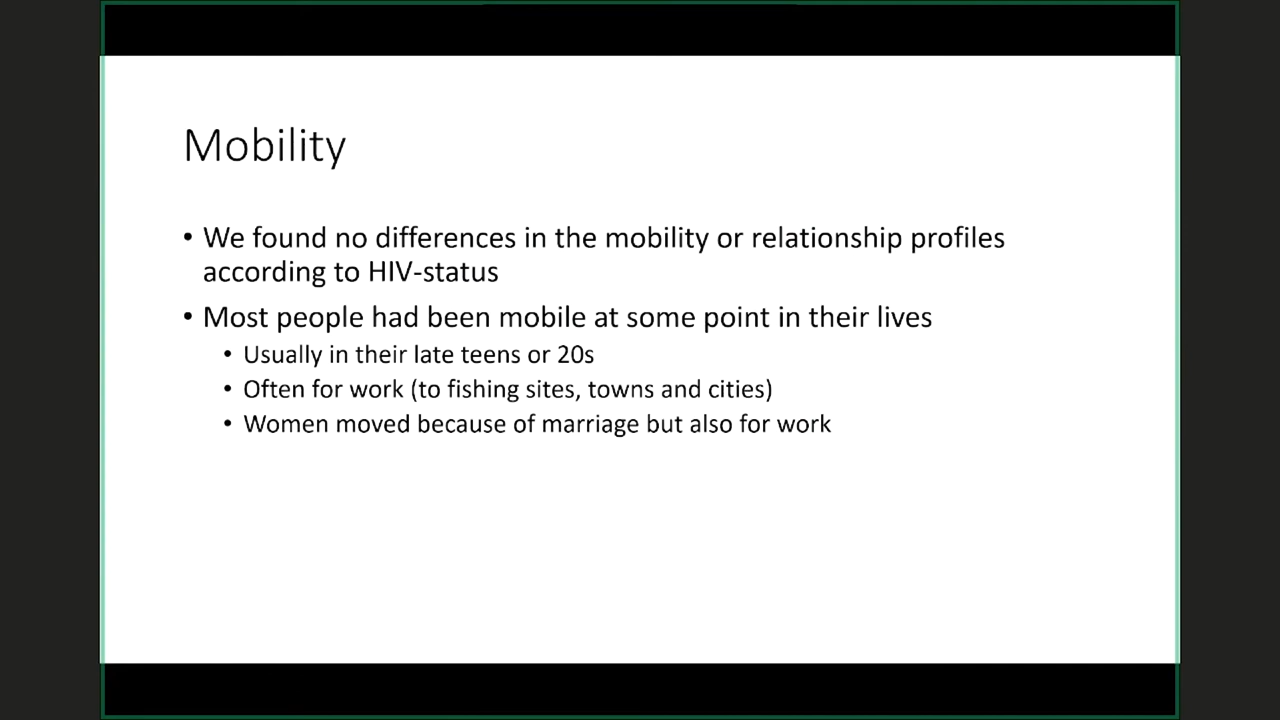 Mobility
• We found no differences in the mobility or relationship profiles
according to HIV-status
• Most people had been mobile at some point in their lives
• Usually in their late teens or 20s
• Often for work (to fishing sites, towns and cities)
• Women moved because of marriage but also for work